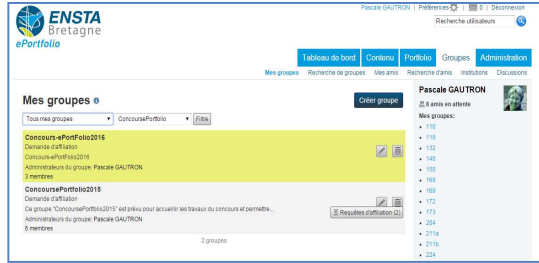 Pascale GAUTRON | Préférences | 0 | Déconnexion
ENSTA
Bretagne
ePortfolio
Recherche utilisateurs
Tableau de bord Contenu Portfolio Groupes Administration
Mes groupes Recherche de groupes Mes amis Recherche d'amis Institutions Discussions
Mes groupes
Créer groupe
Tous mes groupes ConcoursePortfolio Filtre
Concours-ePortFolio2016
Demande d'affiliation
Concours-ePortFolio2016
Administrateurs du groupe: Pascale GAUTRON
3 membres
ConcoursePortfolio2015
Demande d'affiliation
Ce groupe "ConcoursePortfolio2015" est prévu pour accueillir les travaux du concours et permettre...
Requêtes d'affiliation (2)
Administrateurs du groupe: Pascale GAUTRON
6 membres
2 groupes
Pascale GAUTRON
8 amis en attente
Mes groupes:
110
119
132
146
150
168
169
172
173
204
211a
211b
224